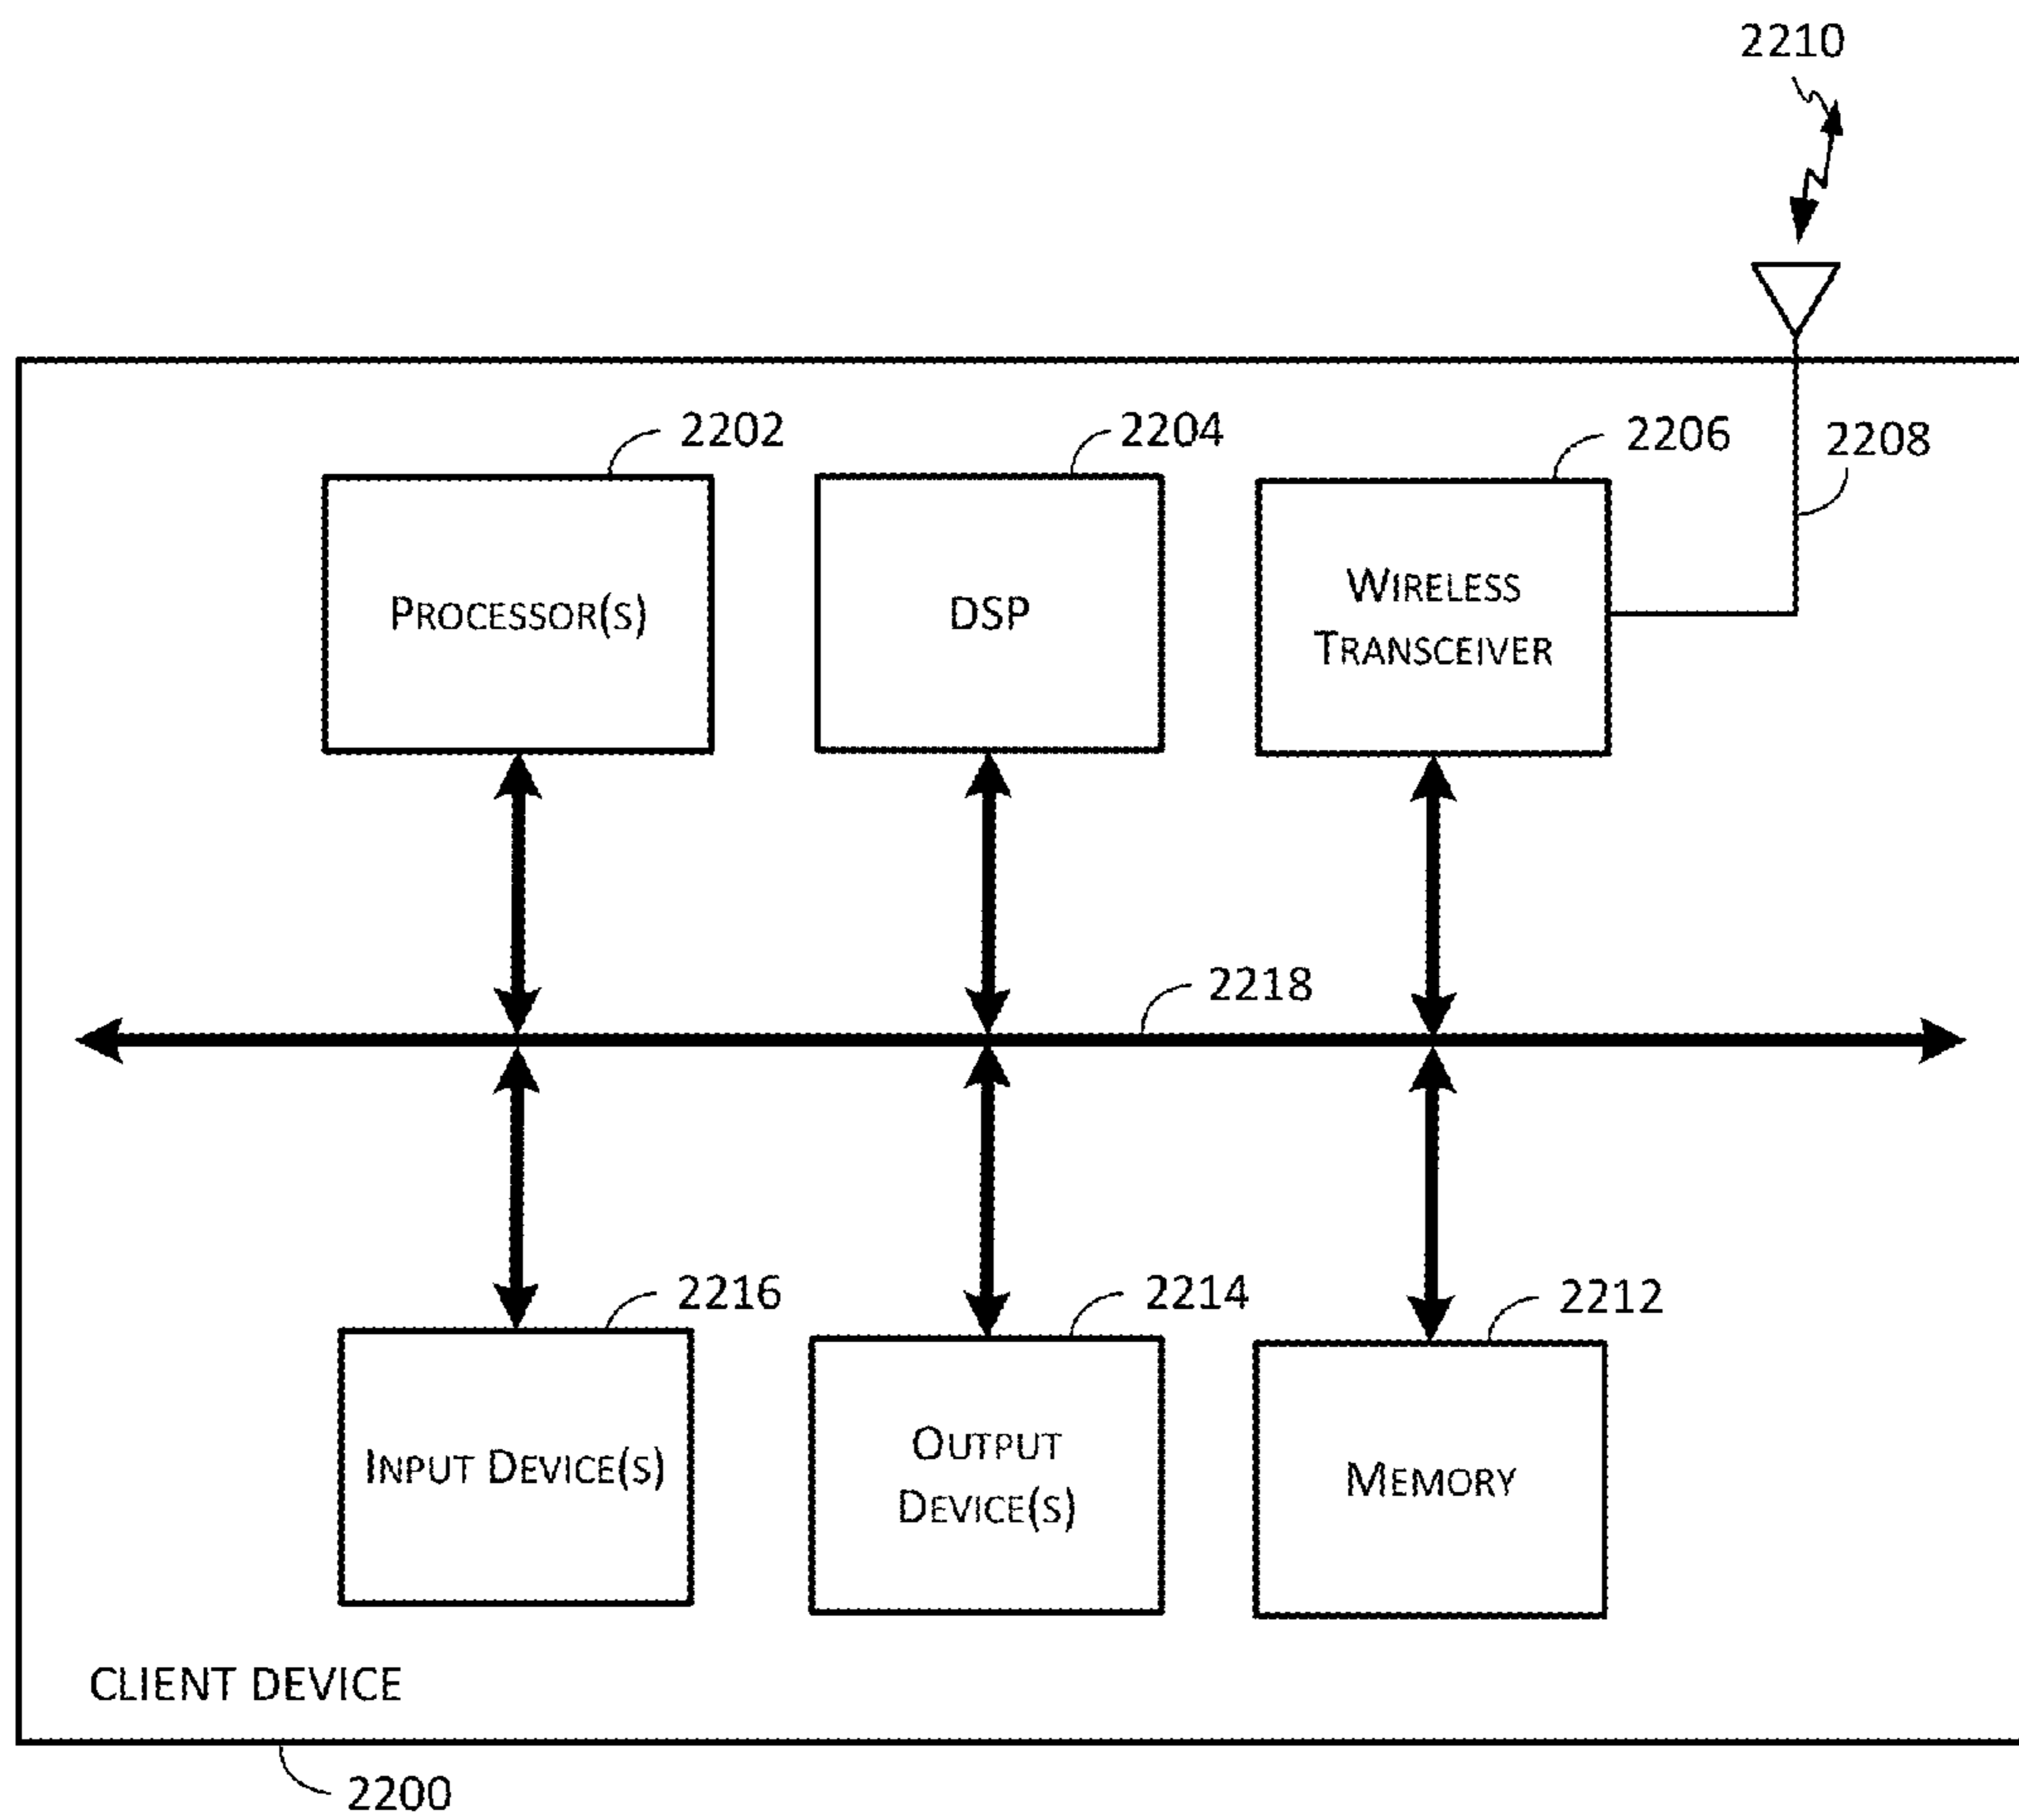 2210
2202
2204
2206
2208
PROCESSOR(S)
DSP
WIRELESS
TRANSCEIVER
2218
2216
2214
2212
INPUT DEVICE(S)
OUTPUT
DEVICE(S)
MEMORY
CLIENT DEVICE
2200